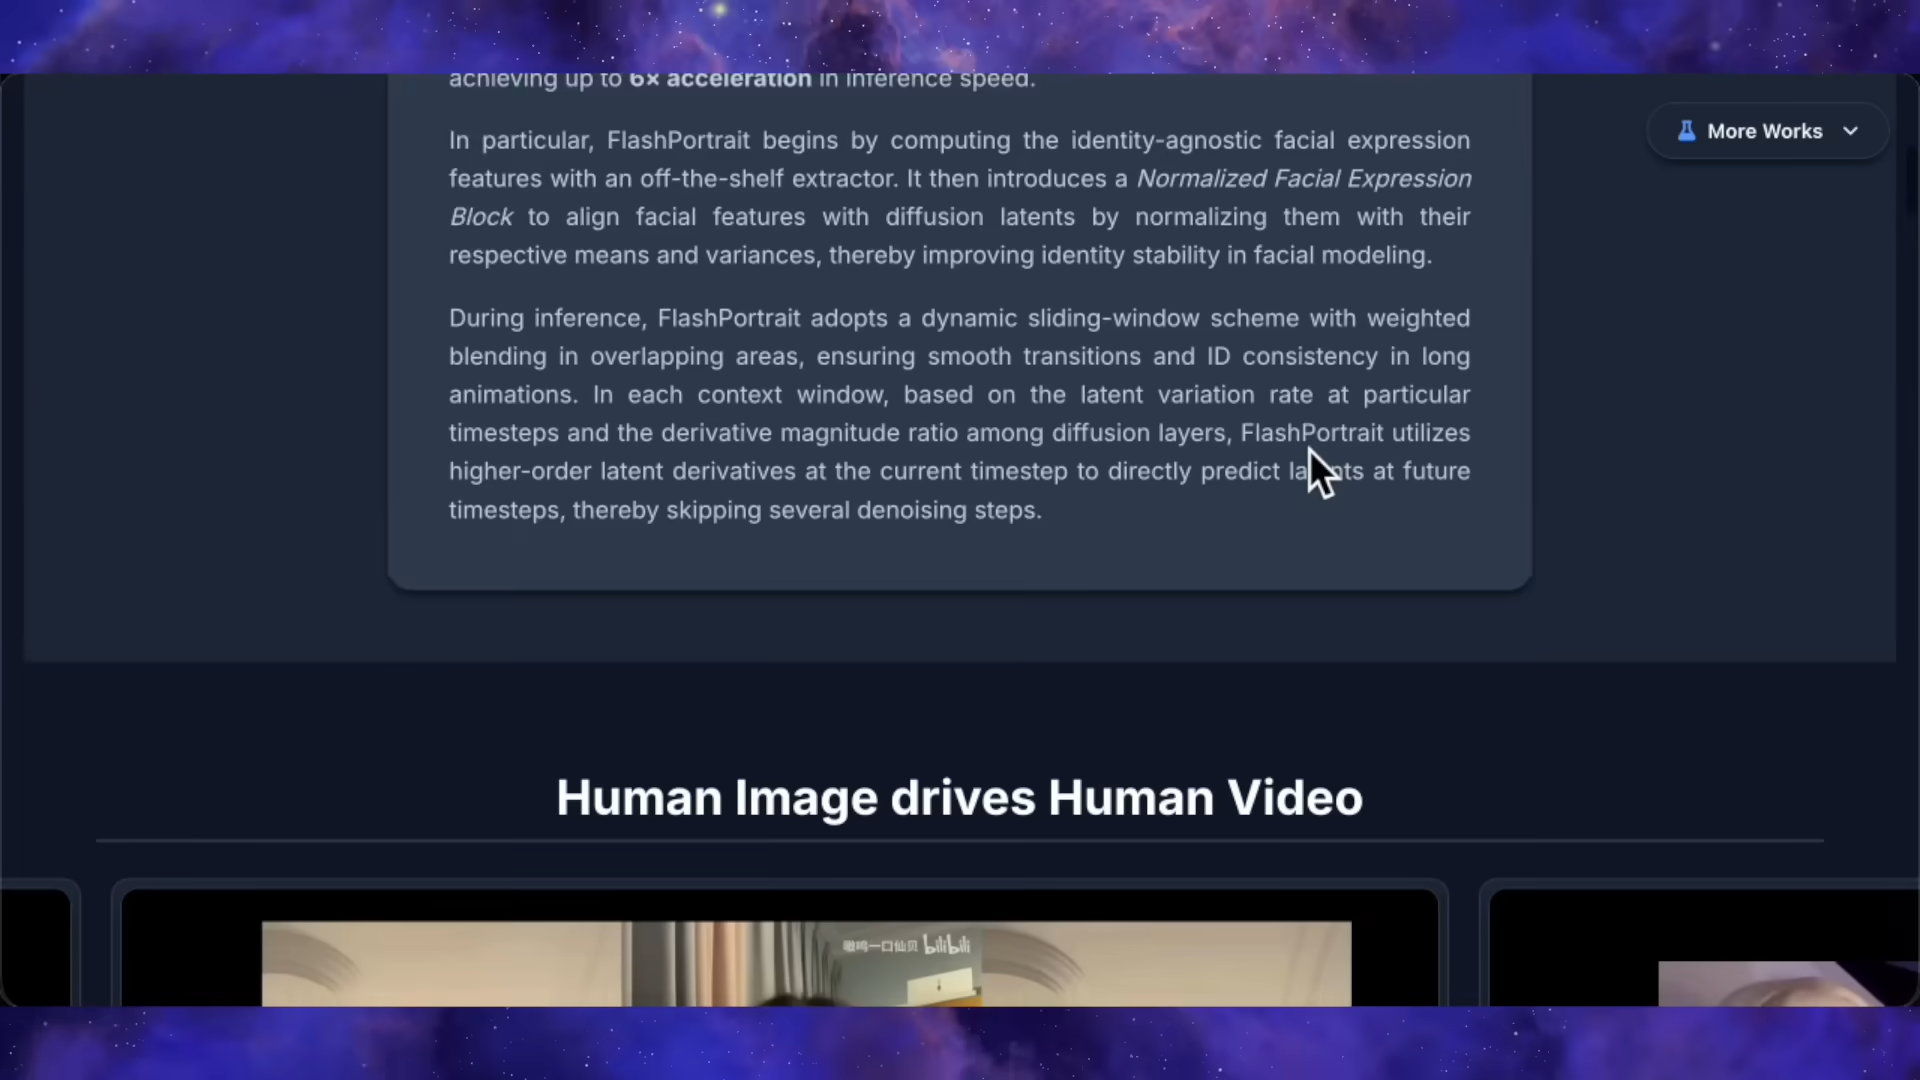 achieving up to 6× acceleration in inference speed.
More Works
In particular, FlashPortrait begins by computing the identity-agnostic facial expression
features with an off-the-shelf extractor. It then introduces a Normalized Facial Expression
Block to align facial features with diffusion latents by normalizing them with their
respective means and variances, thereby improving identity stability in facial modeling.
During inference, FlashPortrait adopts a dynamic sliding-window scheme with weighted
blending in overlapping areas, ensuring smooth transitions and ID consistency in long
animations. In each context window, based on the latent variation rate at particular
timesteps and the derivative magnitude ratio among diffusion layers, FlashPortrait utilizes
higher-order latent derivatives at the current timestep to directly predict latents at future
timesteps, thereby skipping several denoising steps.
Human Image drives Human Video
一口仙贝 bilibili